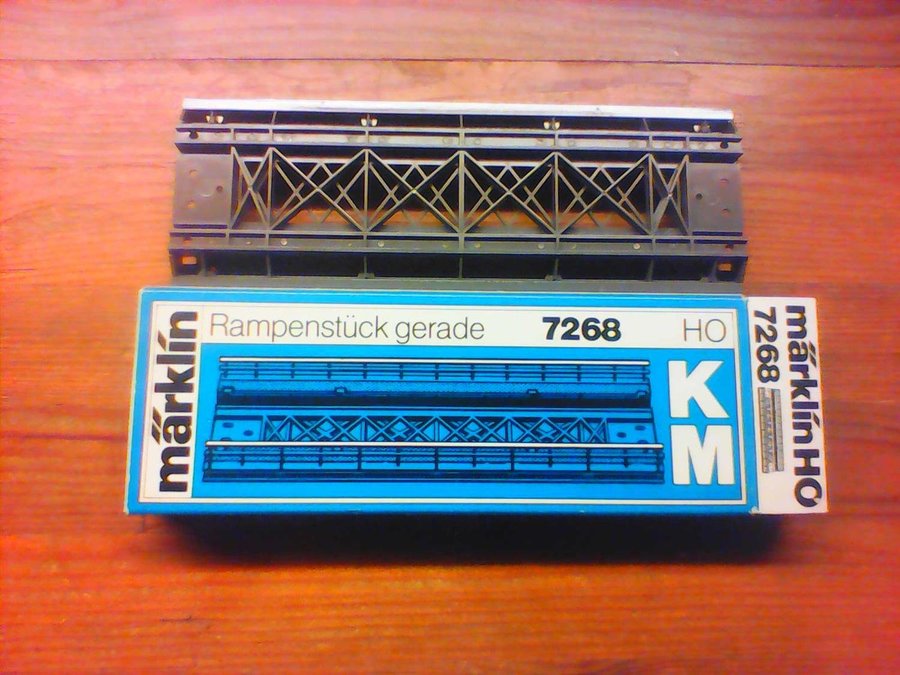 märklin
Rampenstück gerade 7268 HO
K
M
märklin HO
7268